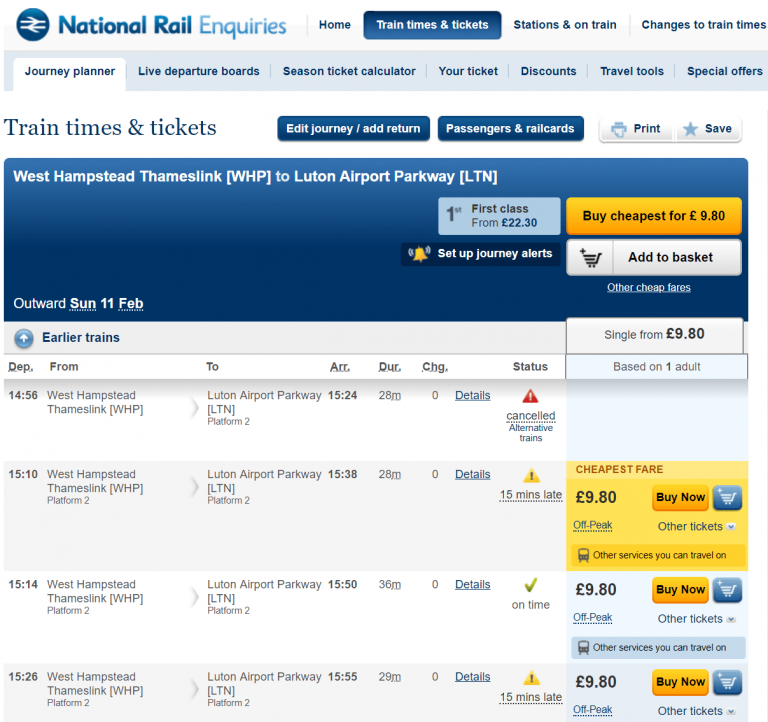 National Rail Enquiries
Home
Train times & tickets
Stations & on train
Changes to train times
Journey planner
Live departure boards
Season ticket calculator
Your ticket
Discounts
Travel tools
Special offers
Train times & tickets
Edit journey / add return
Passengers & railcards
Print
Save
West Hampstead Thameslink [WHP] to Luton Airport Parkway [LTN]
1st
First class
From £22.30
Buy cheapest for £ 9.80
Set up journey alerts
Add to basket
Other cheap fares
Outward Sun 11 Feb
Earlier trains
Single from £9.80
Dep. From To Arr. Dur. Chg. Status
Based on 1 adult
14:56 West Hampstead Luton Airport Parkway 15:24 28m 0 Details
Thameslink [WHP] [LTN]
Platform 2
cancelled
Alternative
trains
CHEAPEST FARE
15:10 West Hampstead Luton Airport Parkway 15:38 28m 0 Details
Thameslink [WHP] [LTN]
Platform 2 Platform 2
15 mins late
£9.80 Buy Now
Off-Peak Other tickets
Other services you can travel on
15:14 West Hampstead Luton Airport Parkway 15:50 36m 0 Details
Thameslink [WHP] [LTN]
Platform 2 Platform 2
on time
£9.80 Buy Now
Off-Peak Other tickets
Other services you can travel on
15:26 West Hampstead Luton Airport Parkway 15:55 29m 0 Details
Thameslink [WHP] [LTN]
Platform 2 Platform 2
15 mins late
£9.80 Buy Now
Off-Peak Other tickets